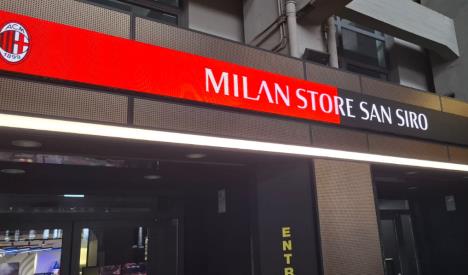 ACM
1899
MILAN STORE SAN SIRO
ENTR